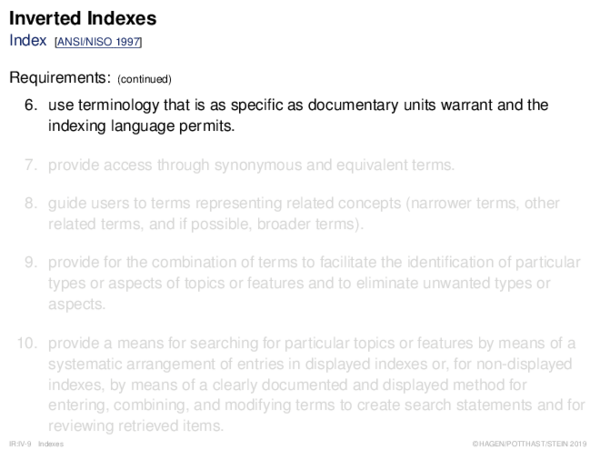 Inverted Indexes
Index [ANSI/NISO 1997]
Requirements: (continued)
6. use terminology that is as specific as documentary units warrant and the
indexing language permits.
7. provide access through synonymous and equivalent terms.
8. guide users to terms representing related concepts (narrower terms, other
related terms, and if possible, broader terms).
9. provide for the combination of terms to facilitate the identification of particular
types or aspects of topics or features and to eliminate unwanted types or
aspects.
10. provide a means for searching for particular topics or features by means of a
systematic arrangement of entries in displayed indexes or, for non-displayed
indexes, by means of a clearly documented and displayed method for
entering, combining, and modifying terms to create search statements and for
reviewing retrieved items.
IR:IV-9 Indexes ©HAGEN/POTTHAST/STEIN 2019